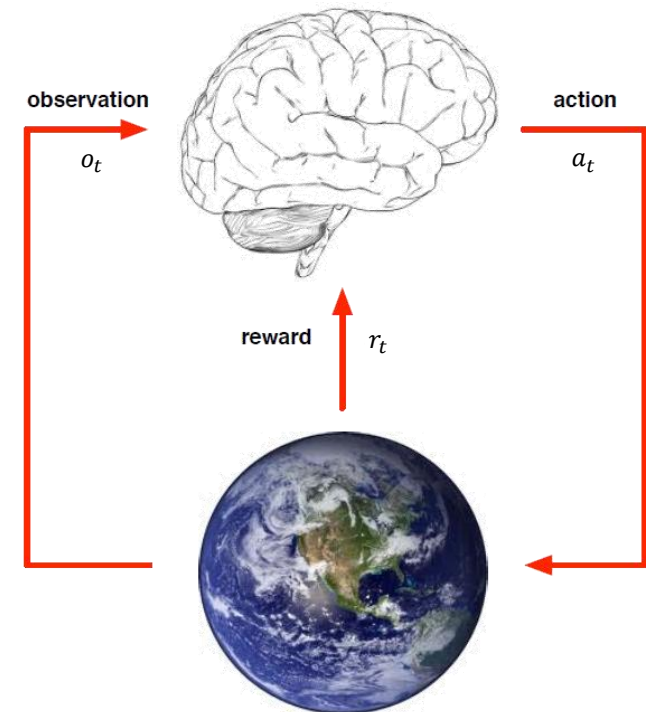 observation
action
o_t
a_t
reward
r_t